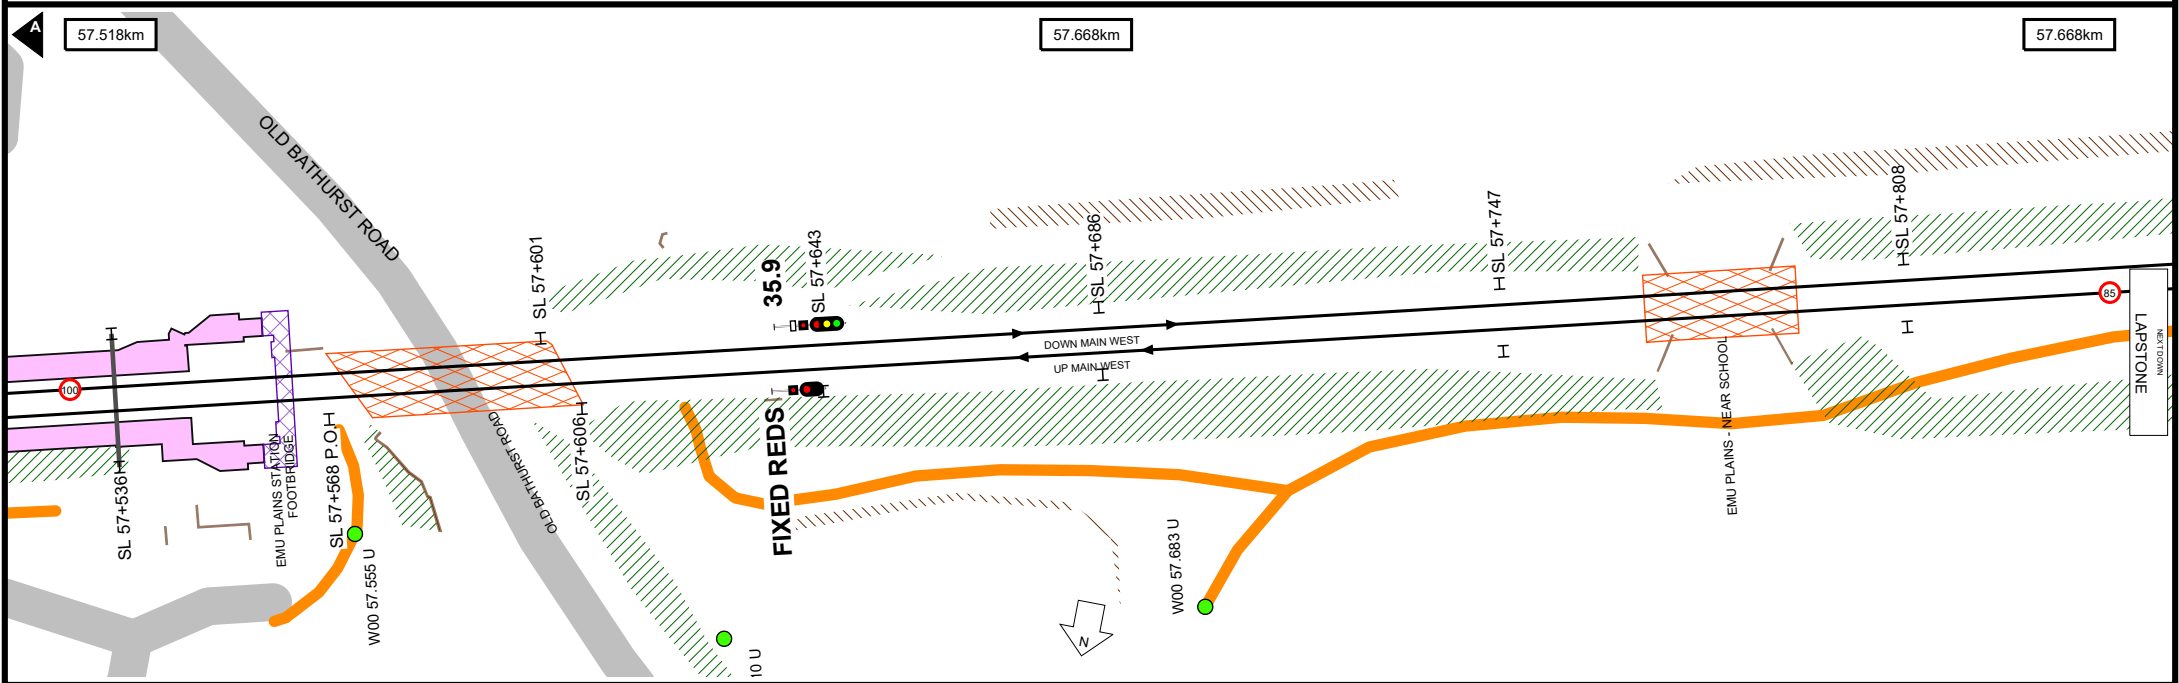 A
57.518km
57.668km
57.668km
OLD BATHURST ROAD
SL 57+601
35.9
SL 57+643
SL 57+686
SL 57+747
SL 57+808
100
DOWN MAIN WEST
UP MAIN WEST
85
NEXT DOWN
LAPSTONE
SL 57+536
EMU PLAINS STATION
FOOTBRIDGE
SL 57+568 P.O.
OLD BATHURST ROAD
SL 57+606
FIXED REDS
EMU PLAINS - NEAR SCHOOL
W00 57.555 U
W00 57.683 U
10 U
N